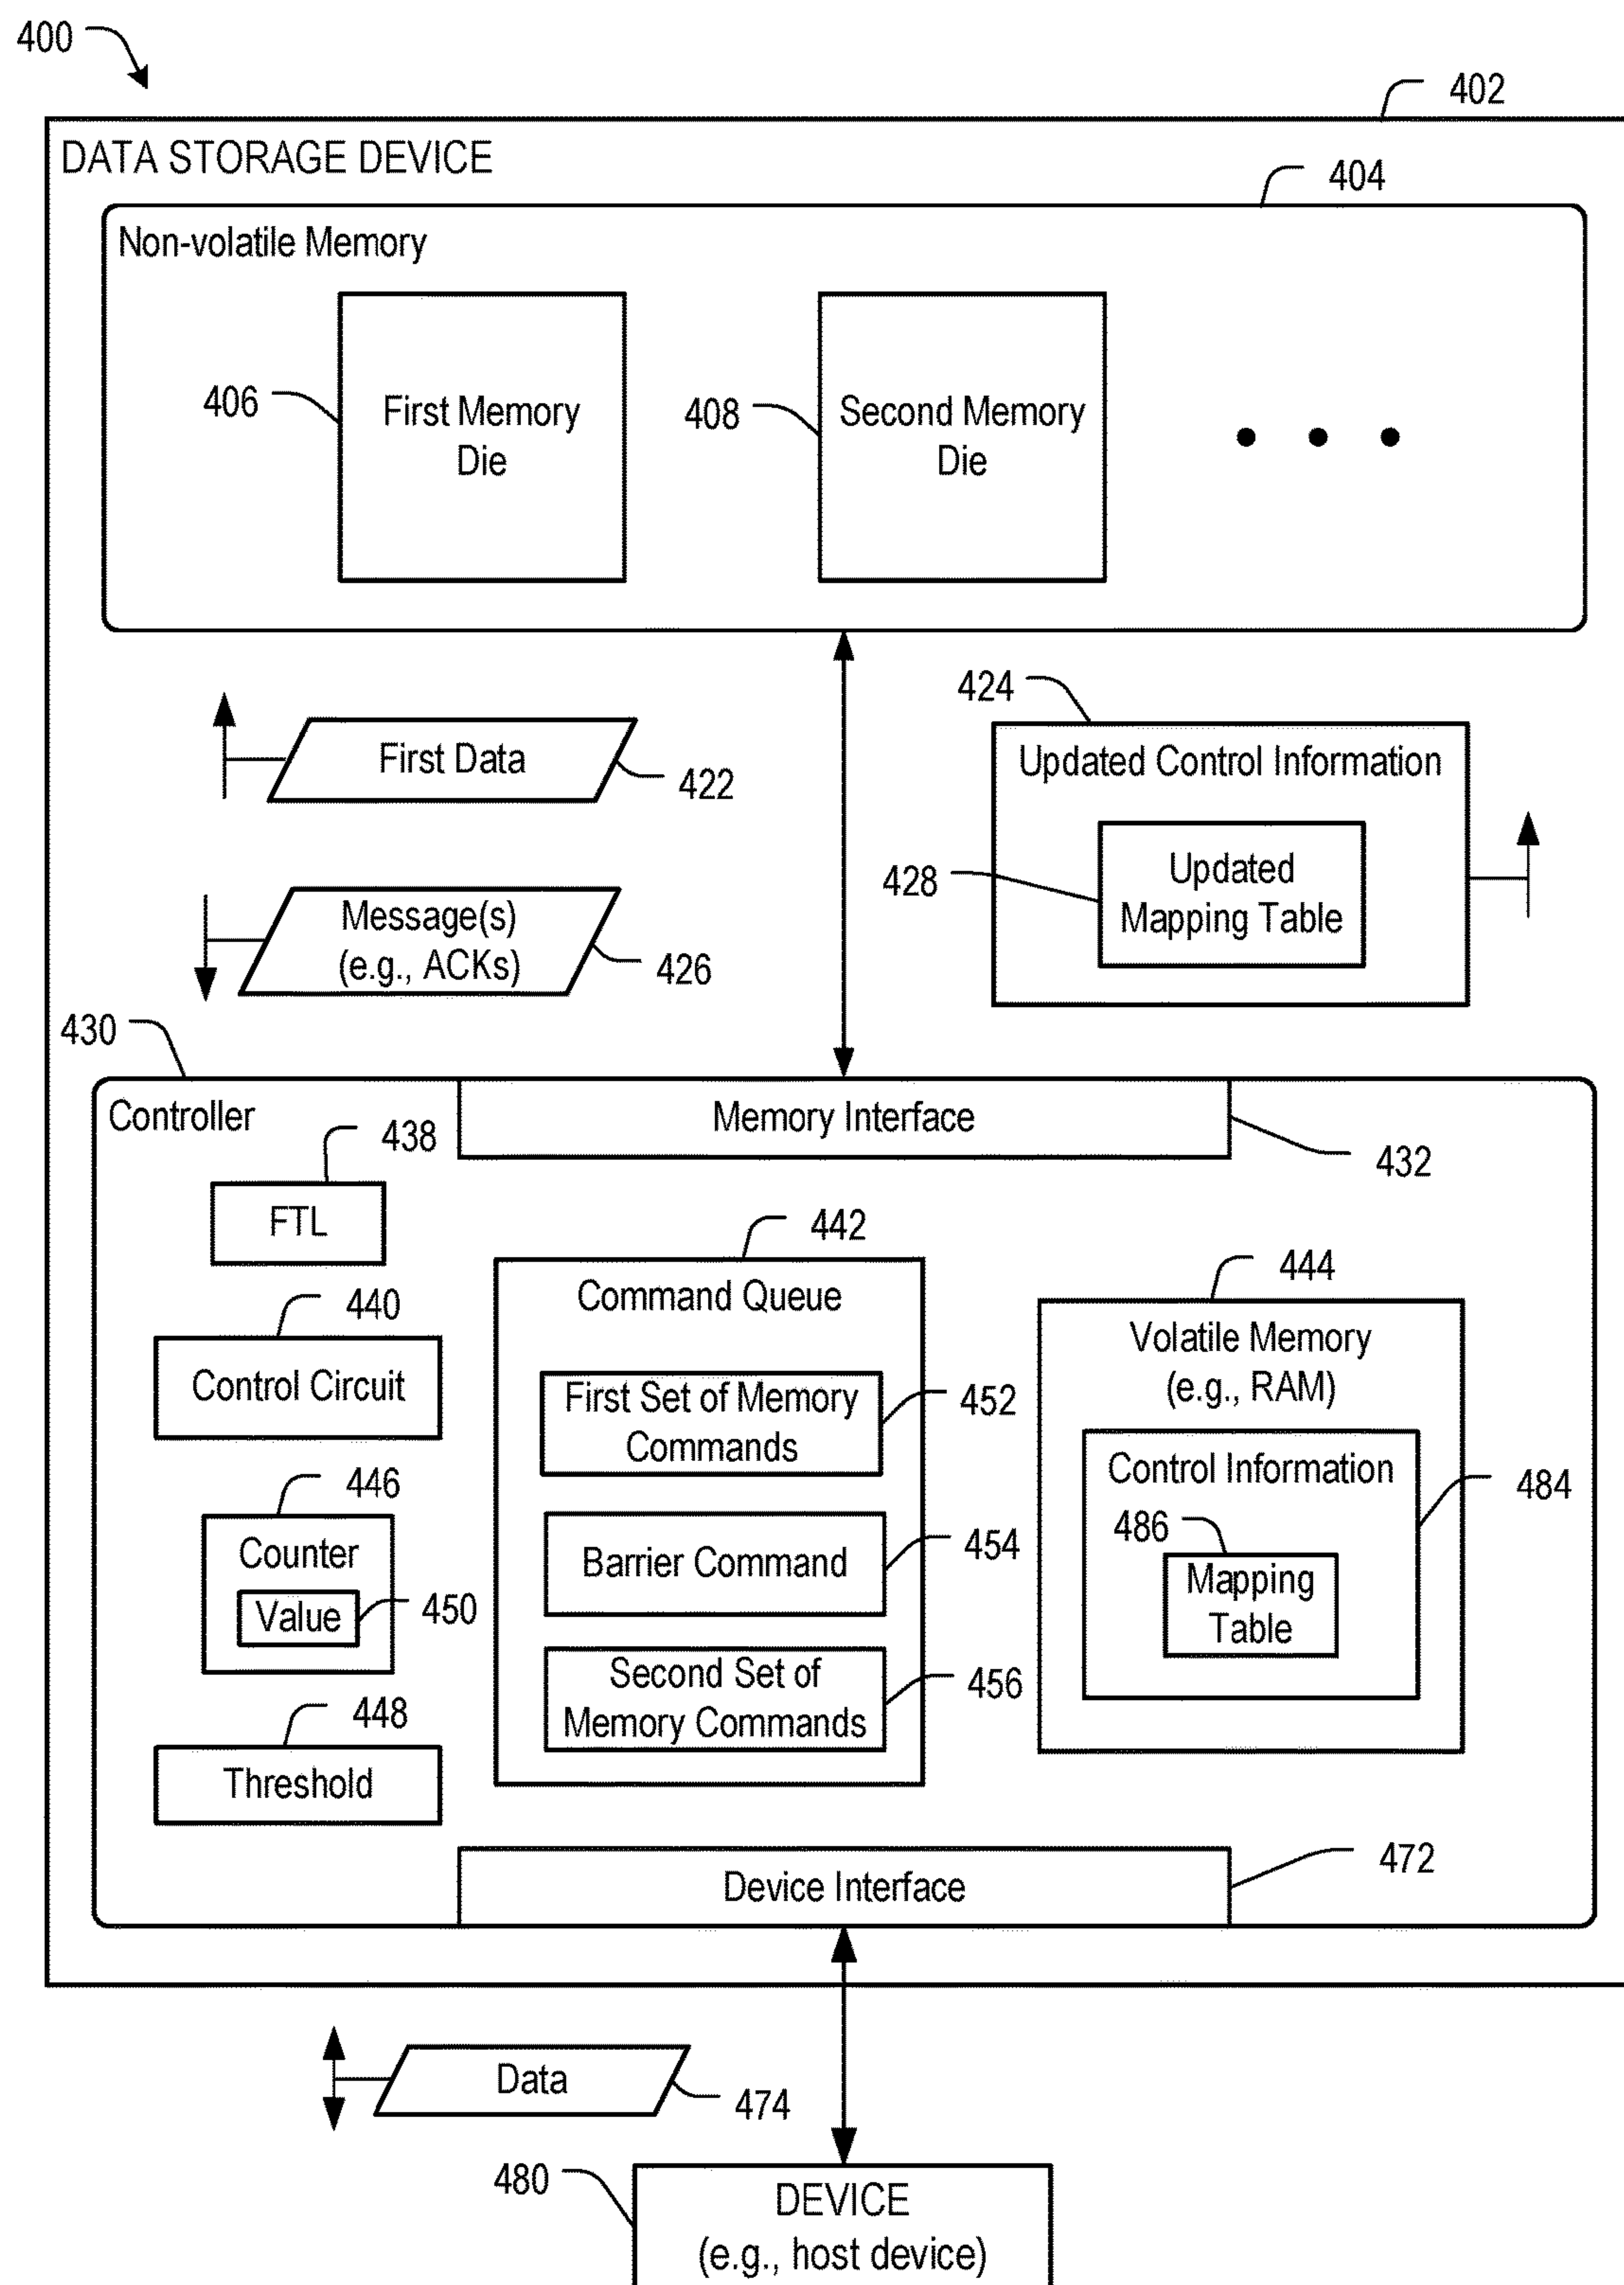 400
402
DATA STORAGE DEVICE
404
Non-volatile Memory
406
First Memory
Die
408
Second Memory
Die
424
First Data
422
Updated Control Information
428
Updated
Mapping Table
Message(s)
(e.g., ACKs)
426
430
Controller
Memory Interface
432
438
FTL
440
Control Circuit
446
Counter
Value
450
448
Threshold
442
Command Queue
First Set of Memory
Commands
452
Barrier Command
454
Second Set of
Memory Commands
456
444
Volatile Memory
(e.g., RAM)
Control Information
484
486
Mapping
Table
Device Interface
472
Data
474
480
DEVICE
(e.g., host device)